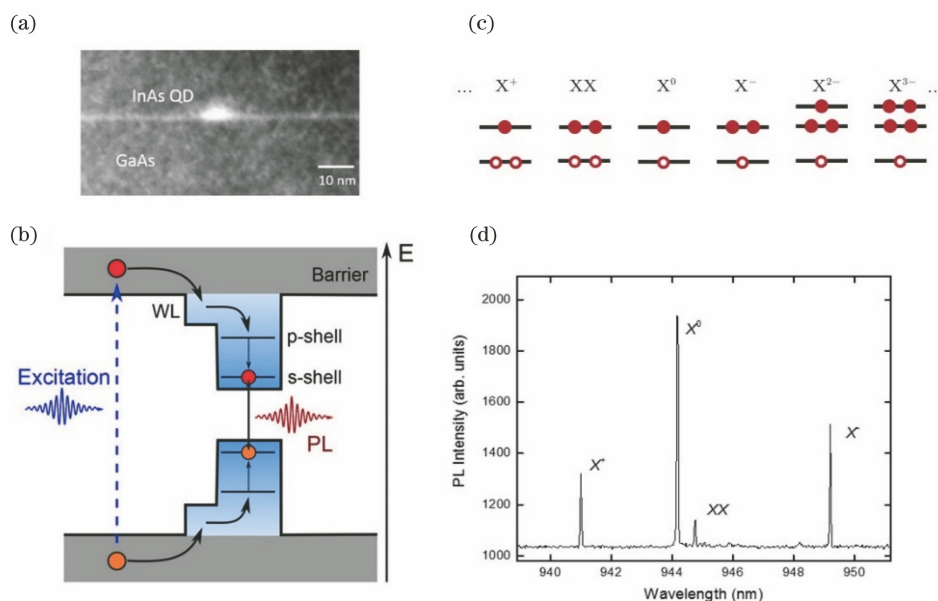 (a)
InAs QD
GaAs
10 nm
(b)
E
Barrier
WL
p-shell
s-shell
Excitation
PL
(c)
... X⁺ XX X⁰ X⁻ X²⁻ X³⁻ ...
(d)
PL Intensity (arb. units)
2000
1800
1600
1400
1200
1000
X⁺
X⁰
XX
X⁻
940 942 944 946 948 950
Wavelength (nm)